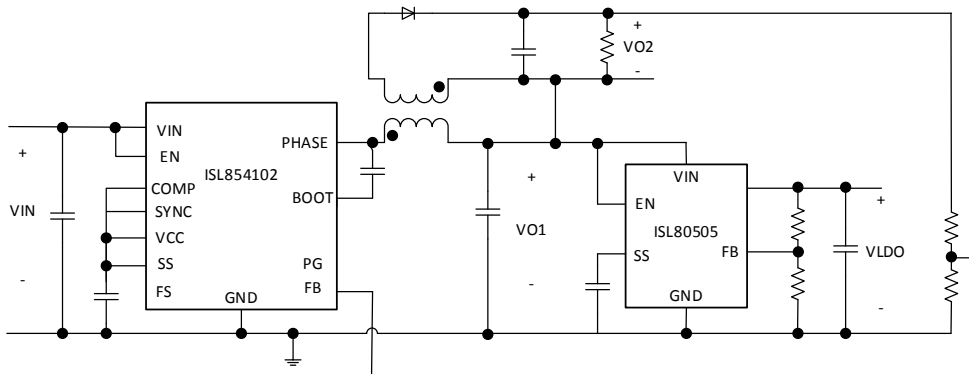 +
VO2
-
VIN
EN
COMP
SYNC
VCC
SS
FS
ISL854102
PHASE
BOOT
PG
FB
GND
+
VIN
-
+
VO1
-
VIN
EN
ISL80505
SS
FB
GND
+
VLDO
-